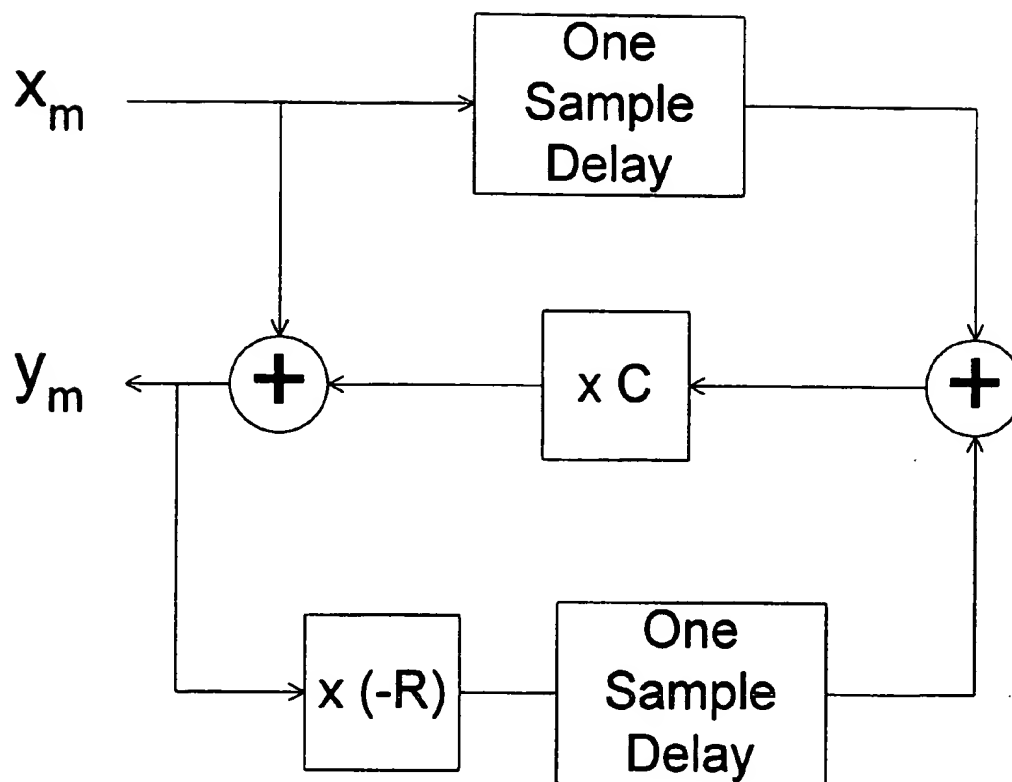 x_m
One
Sample
Delay
+
x C
+
y_m
x (-R)
One
Sample
Delay